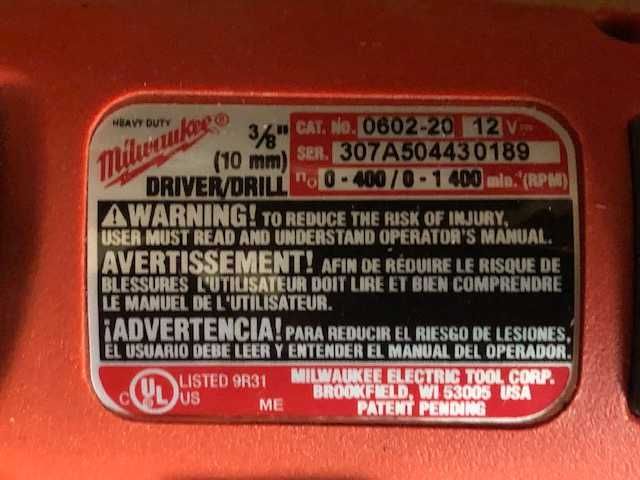 HEAVY DUTY
Milwaukee®
3/8"
(10 mm)
DRIVER/DRILL
CAT. NO. 0602-20 12 V⎓
SER. 307A504430189
n₀ 0 - 400 / 0 - 1 400 min.⁻¹(RPM)
⚠WARNING! TO REDUCE THE RISK OF INJURY,
USER MUST READ AND UNDERSTAND OPERATOR'S MANUAL.
AVERTISSEMENT! AFIN DE RÉDUIRE LE RISQUE DE
BLESSURES L'UTILISATEUR DOIT LIRE ET BIEN COMPRENDRE
LE MANUEL DE L'UTILISATEUR.
¡ADVERTENCIA! PARA REDUCIR EL RIESGO DE LESIONES,
EL USUARIO DEBE LEER Y ENTENDER EL MANUAL DEL OPERADOR.
C UL US
LISTED 9R31
ME
MILWAUKEE ELECTRIC TOOL CORP.
BROOKFIELD, WI 53005 USA
PATENT PENDING